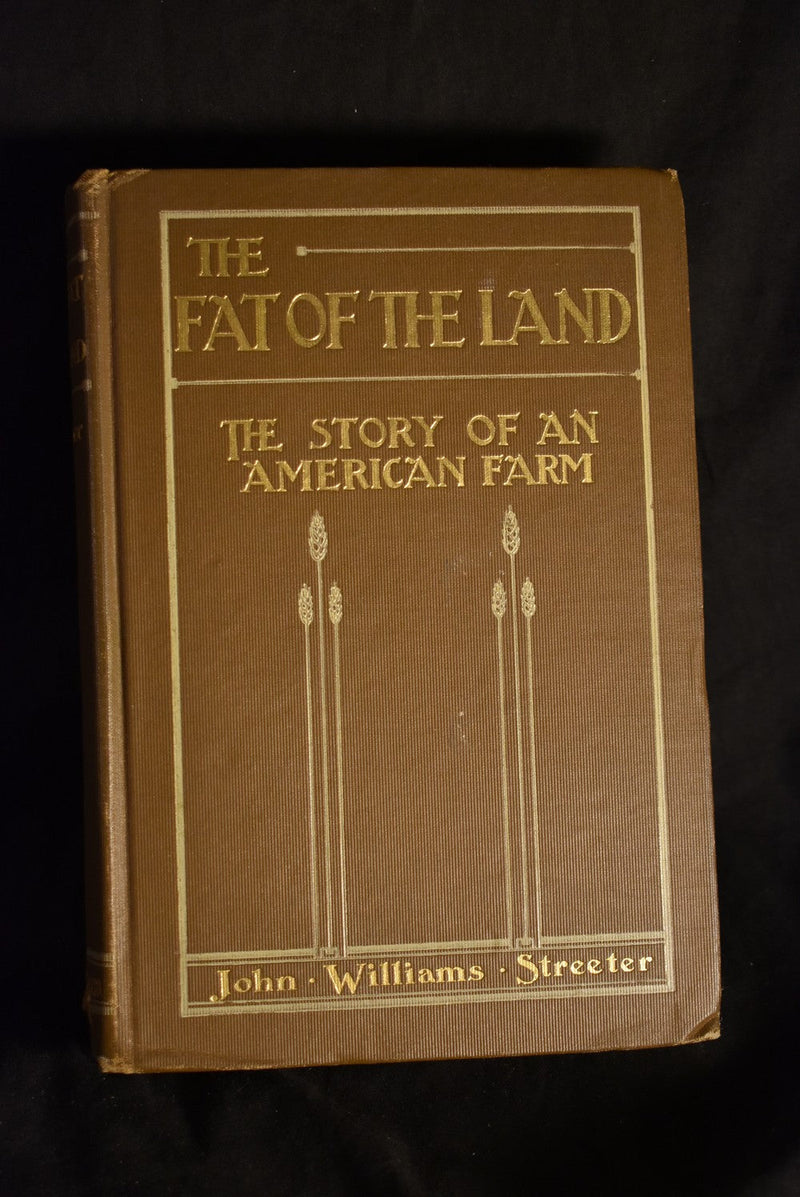 THE
FAT OF THE LAND
THE STORY OF AN
AMERICAN FARM
John · Williams · Streeter